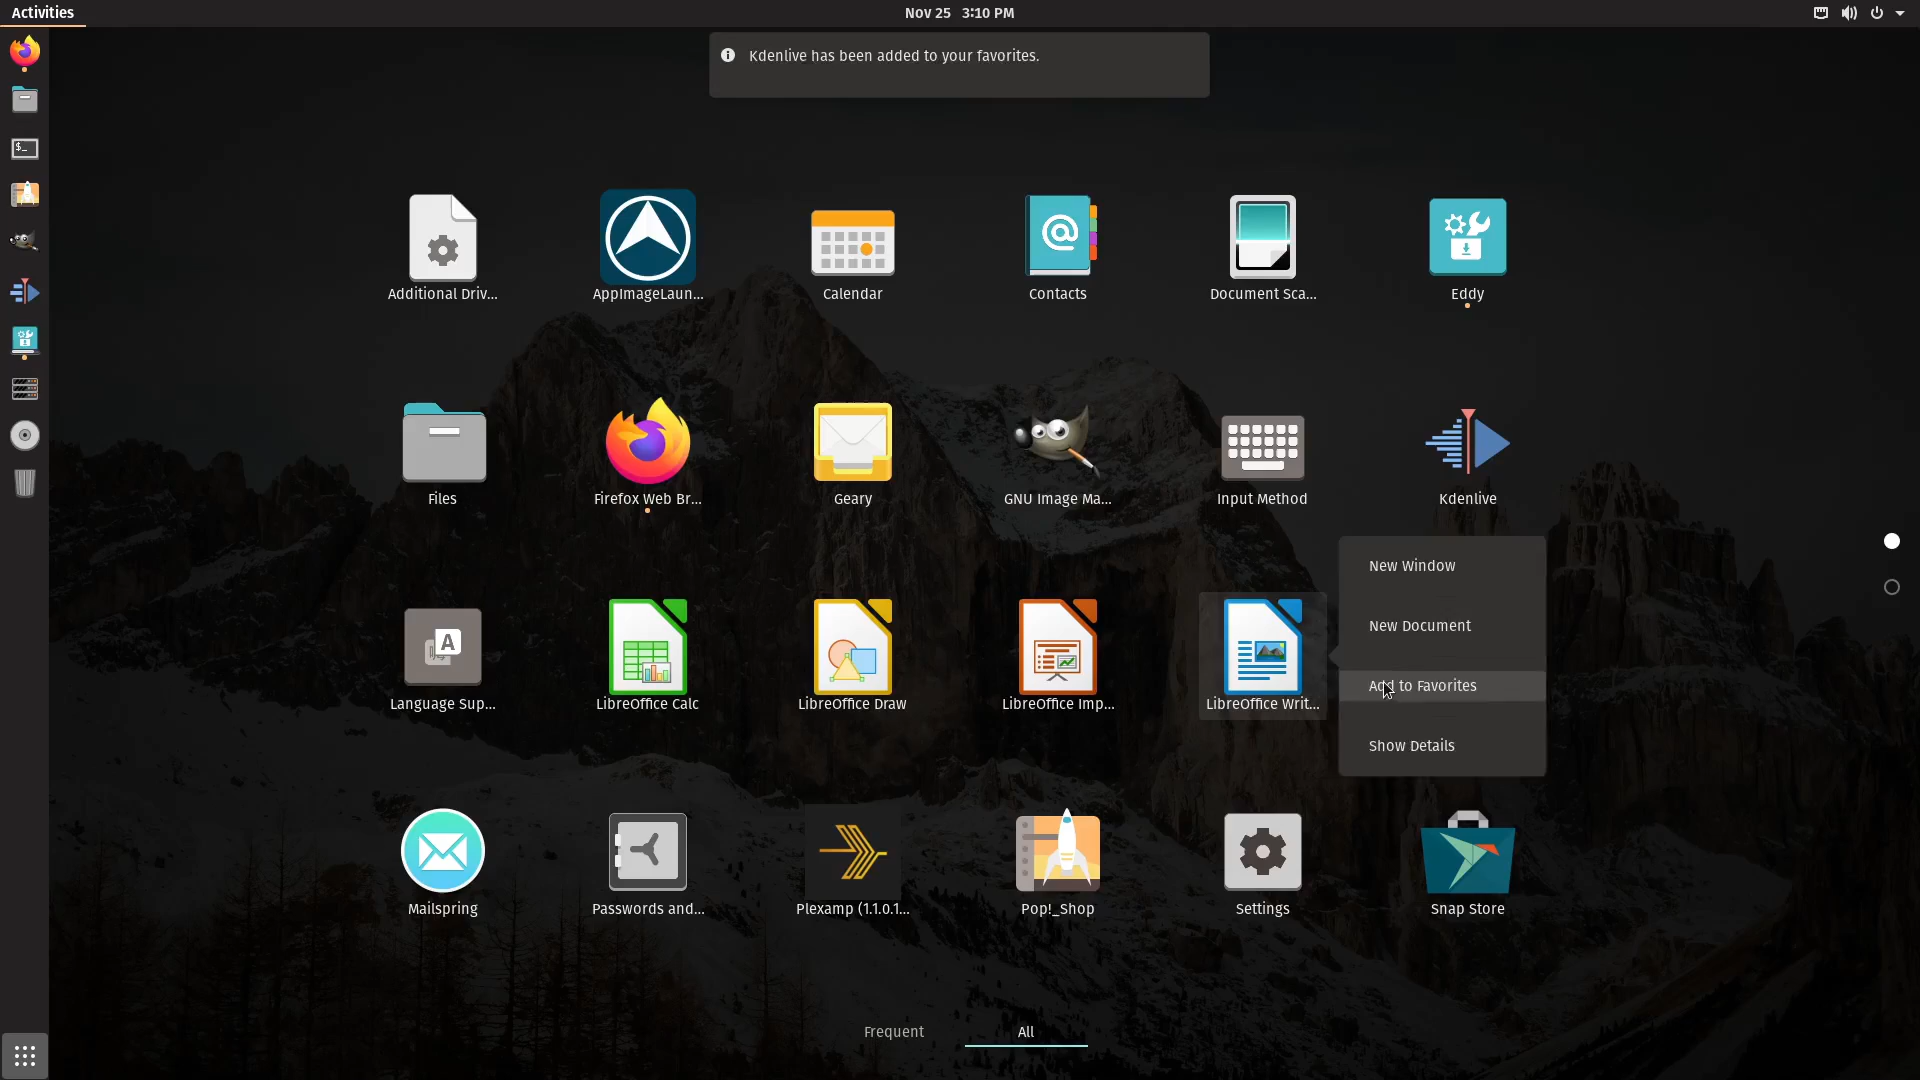 Activities
Nov 25 3:10 PM
Kdenlive has been added to your favorites.
$_
Additional Driv...
AppImageLaun...
Calendar
Contacts
Document Sca...
Eddy
Files
Firefox Web Br...
Geary
GNU Image Ma...
Input Method
Kdenlive
New Window
New Document
Add to Favorites
Show Details
Language Sup...
LibreOffice Calc
LibreOffice Draw
LibreOffice Imp...
LibreOffice Writ...
Mailspring
Passwords and...
Plexamp (1.1.0.1...
Pop!_Shop
Settings
Snap Store
Frequent
All